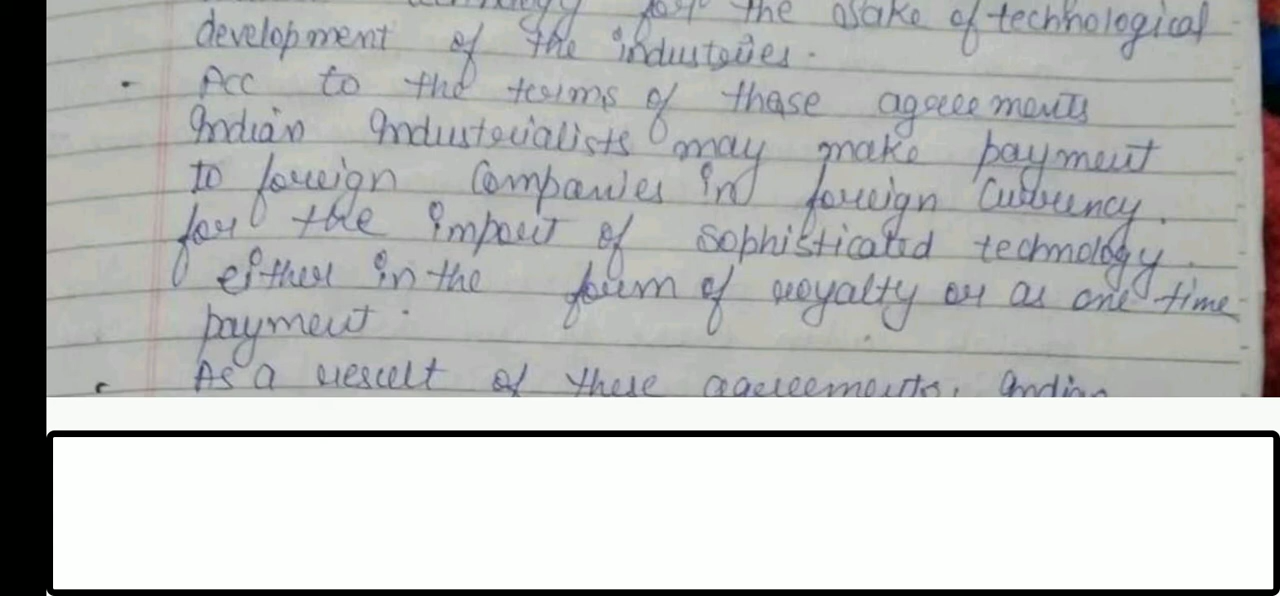 the sake of technological
development of the industries.
Acc to the terms of these agreements
Indian Industrialists may make payment
to foreign Companies in foreign Currency.
for the import of sophisticated technology.
either in the form of royalty or as one time
payment.
As a result of these agreements, Indian